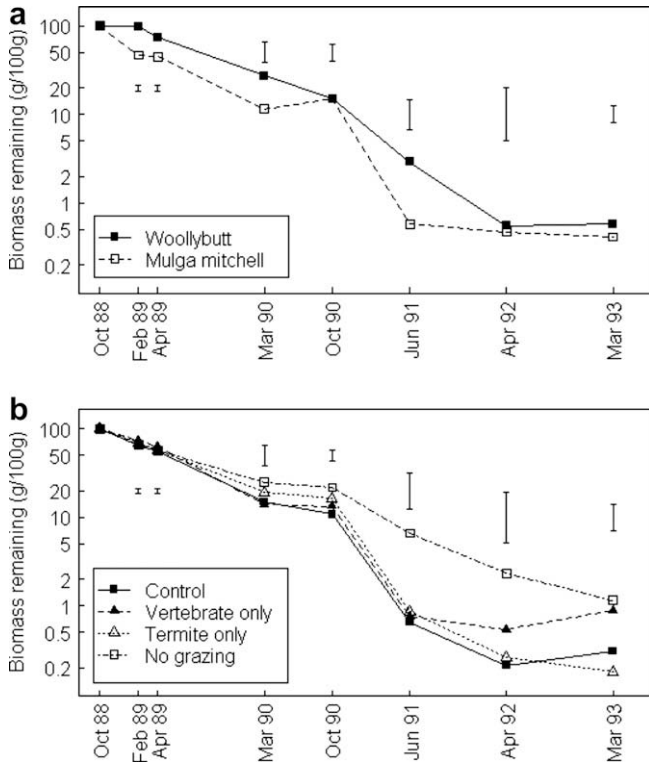 a
Biomass remaining (g/100g)
100
50
20
10
5
2
1
0.5
0.2
Woollybutt
Mulga mitchell
Oct 88
Feb 89
Apr 89
Mar 90
Oct 90
Jun 91
Apr 92
Mar 93
b
Biomass remaining (g/100g)
100
50
20
10
5
2
1
0.5
0.2
Control
Vertebrate only
Termite only
No grazing
Oct 88
Feb 89
Apr 89
Mar 90
Oct 90
Jun 91
Apr 92
Mar 93